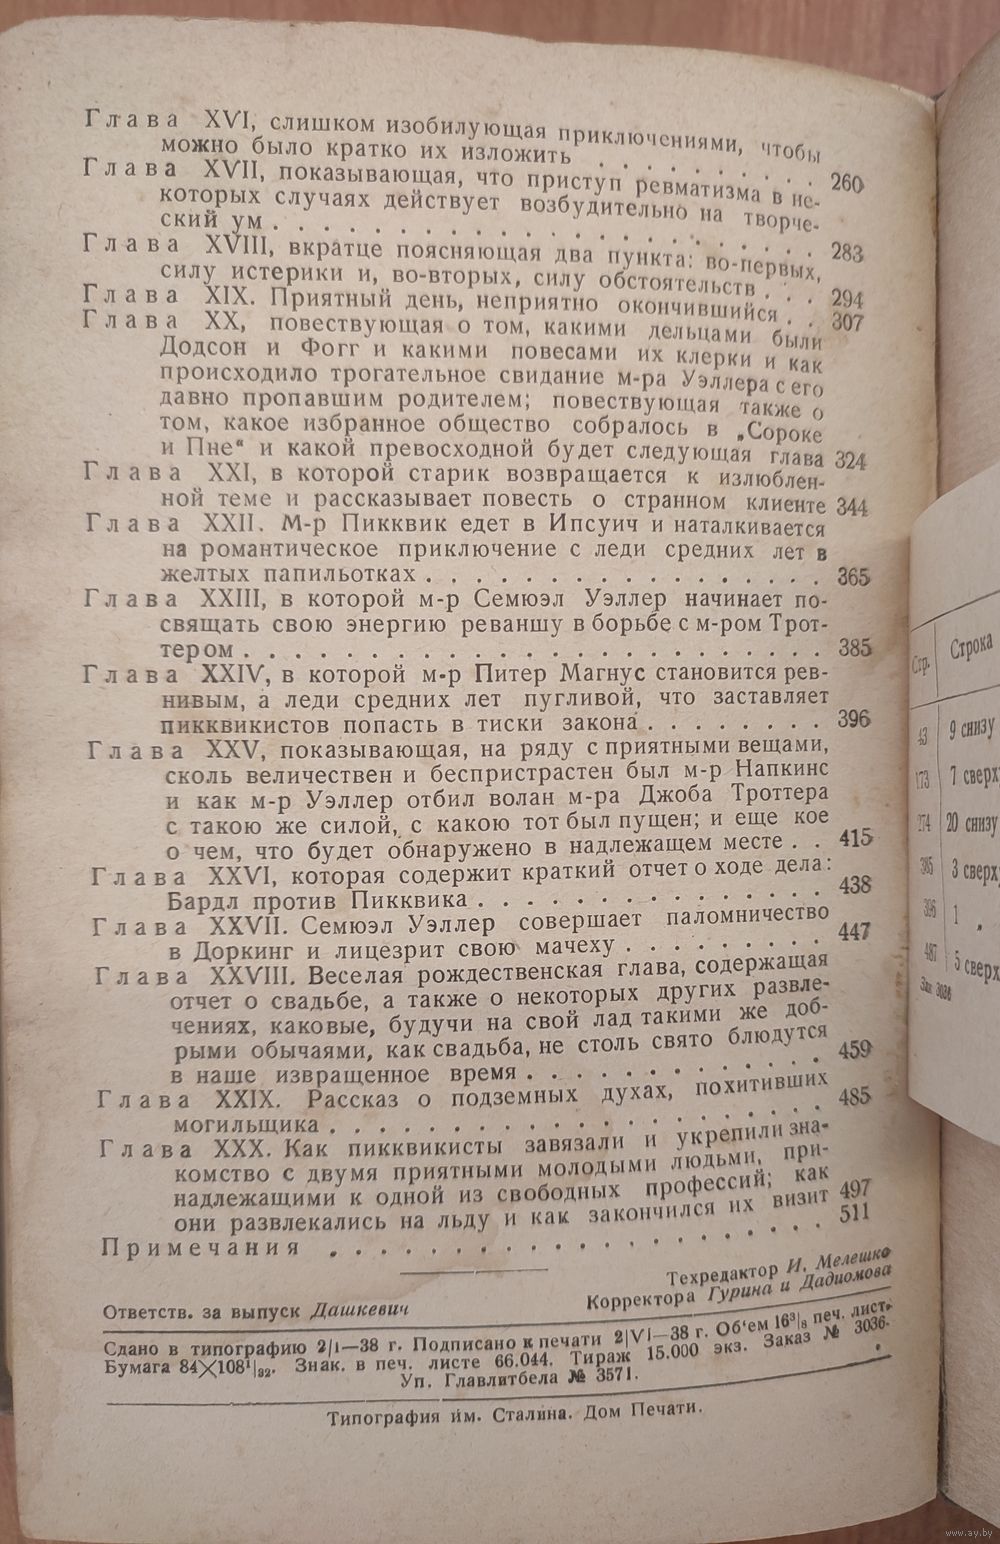 Глава XVI, слишком изобилующая приключениями, чтобы
можно было кратко их изложить . . . . . . . . . 260
Глава XVII, показывающая, что приступ ревматизма в не-
которых случаях действует возбудительно на творче-
ский ум . . . . . . . . . . . . . . . . . . . . . . 283
Глава XVIII, вкратце поясняющая два пункта: во-первых,
силу истерики и, во-вторых, силу обстоятельств . . . 294
Глава XIX. Приятный день, неприятно окончившийся . . 307
Глава XX, повествующая о том, какими дельцами были
Додсон и Фогг и какими повесами их клерки и как
происходило трогательное свидание м-ра Уэллера с его
давно пропавшим родителем; повествующая также о
том, какое избранное общество собралось в „Сороке
и Пне“ и какой превосходной будет следующая глава 324
Глава XXI, в которой старик возвращается к излюблен-
ной теме и рассказывает повесть о странном клиенте 344
Глава XXII. М-р Пикквик едет в Ипсуич и наталкивается
на романтическое приключение с леди средних лет в
желтых папильотках . . . . . . . . . . . . . . . . 365
Глава XXIII, в которой м-р Семюэл Уэллер начинает по-
свящать свою энергию реваншу в борьбе с м-ром Трот-
тером . . . . . . . . . . . . . . . . . . . . . . . 385
Глава XXIV, в которой м-р Питер Магнус становится рев-
нивым, а леди средних лет пугливой, что заставляет
пикквикистов попасть в тиски закона . . . . . . . . 396
Глава XXV, показывающая, на ряду с приятными вещами,
сколь величествен и беспристрастен был м-р Напкинс
и как м-р Уэллер отбил волан м-ра Джоба Троттера
с такою же силой, с какою тот был пущен; и еще кое
о чем, что будет обнаружено в надлежащем месте . . 415
Глава XXVI, которая содержит краткий отчет о ходе дела:
Бардл против Пикквика . . . . . . . . . . . . . . 438
Глава XXVII. Семюэл Уэллер совершает паломничество
в Доркинг и лицезрит свою мачеху . . . . . . . . . 447
Глава XXVIII. Веселая рождественская глава, содержащая
отчет о свадьбе, а также о некоторых других развле-
чениях, каковые, будучи на свой лад такими же доб-
рыми обычаями, как свадьба, не столь свято блюдутся
в наше извращенное время . . . . . . . . . . . . 459
Глава XXIX. Рассказ о подземных духах, похитивших
могильщика . . . . . . . . . . . . . . . . . . . . 485
Глава XXX. Как пикквикисты завязали и укрепили зна-
комство с двумя приятными молодыми людьми, при-
надлежащими к одной из свободных профессий; как
они развлекались на льду и как закончился их визит 497
Примечания . . . . . . . . . . . . . . . . . . . . 511
Техредактор И. Мелешко
Ответств. за выпуск Дашкевич
Корректора Гурина и Дадиомова
Сдано в типографию 2/I—38 г. Подписано к печати 2/VI—38 г. Об'ем 16³/₈ печ. лист.
Бумага 84×108¹/₃₂. Знак. в печ. листе 66.044. Тираж 15.000 экз. Заказ № 3036.
Уп. Главлитбела № 3571.
Типография им. Сталина. Дом Печати.
Стр. Строка
43 9 снизу
173 7 сверху
274 20 снизу
385 3 сверху
396 1 „
487 5 сверх
Зак 3036
www.ay.by